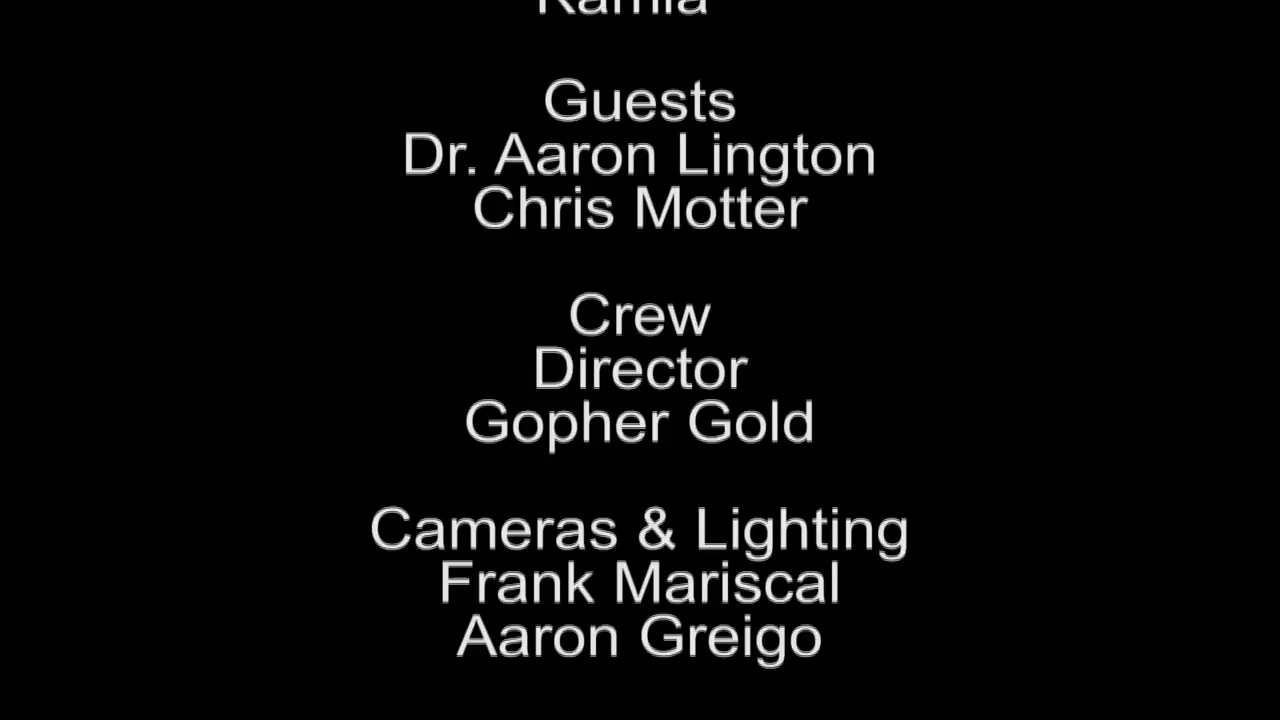 Guests
Dr. Aaron Lington
Chris Motter
Crew
Director
Gopher Gold
Cameras & Lighting
Frank Mariscal
Aaron Greigo